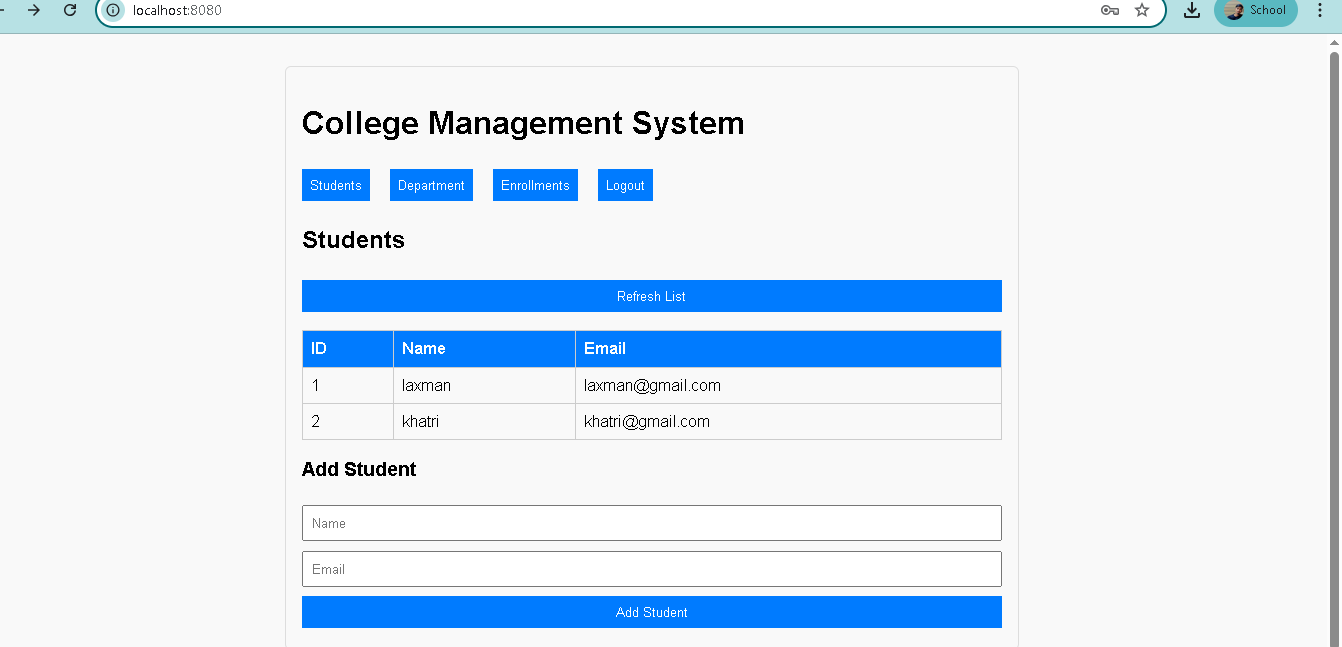 localhost:8080
School
College Management System
Students Department Enrollments Logout
Students
Refresh List
ID Name Email
1 laxman laxman@gmail.com
2 khatri khatri@gmail.com
Add Student
Name
Email
Add Student